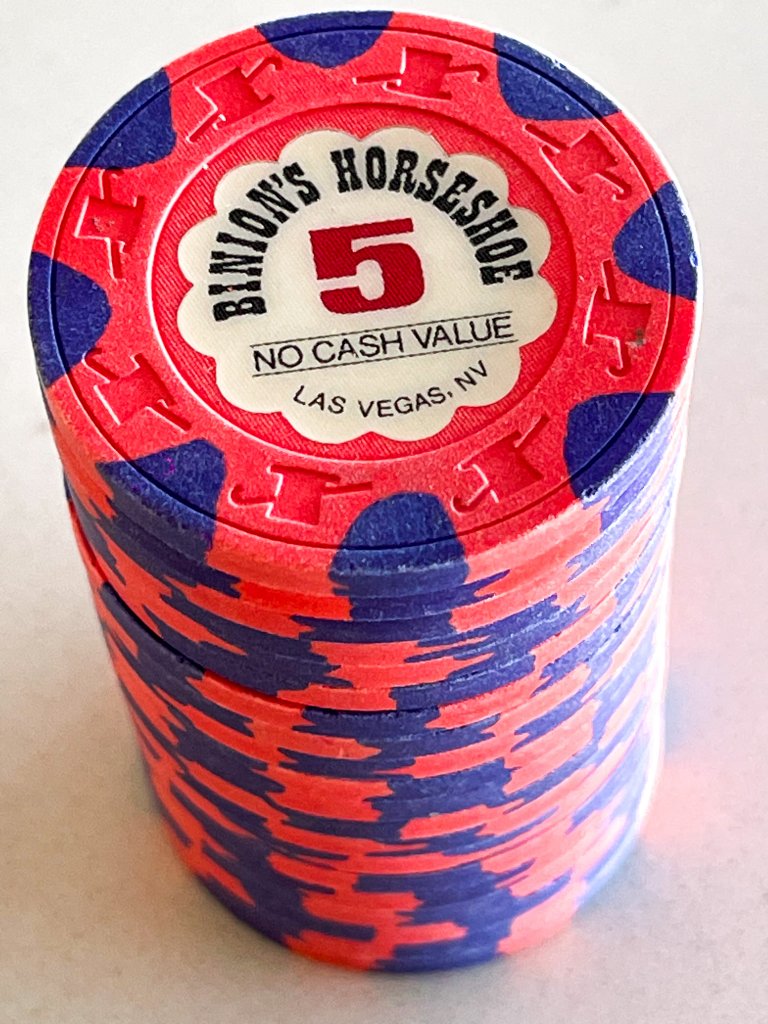 BINION'S HORSESHOE
5
NO CASH VALUE
LAS VEGAS, NV